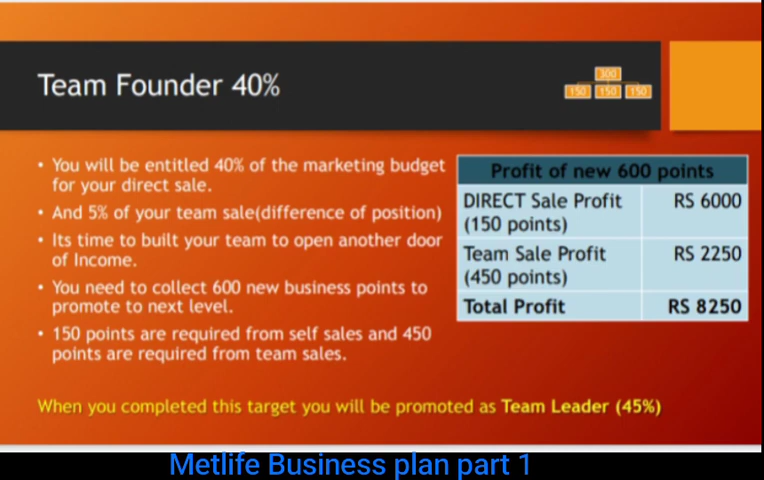 Team Founder 40%
300
150 150 150
• You will be entitled 40% of the marketing budget
for your direct sale.
• And 5% of your team sale(difference of position)
• Its time to built your team to open another door
of Income.
• You need to collect 600 new business points to
promote to next level.
• 150 points are required from self sales and 450
points are required from team sales.
Profit of new 600 points
DIRECT Sale Profit RS 6000
(150 points)
Team Sale Profit RS 2250
(450 points)
Total Profit RS 8250
When you completed this target you will be promoted as Team Leader (45%)
Metlife Business plan part 1